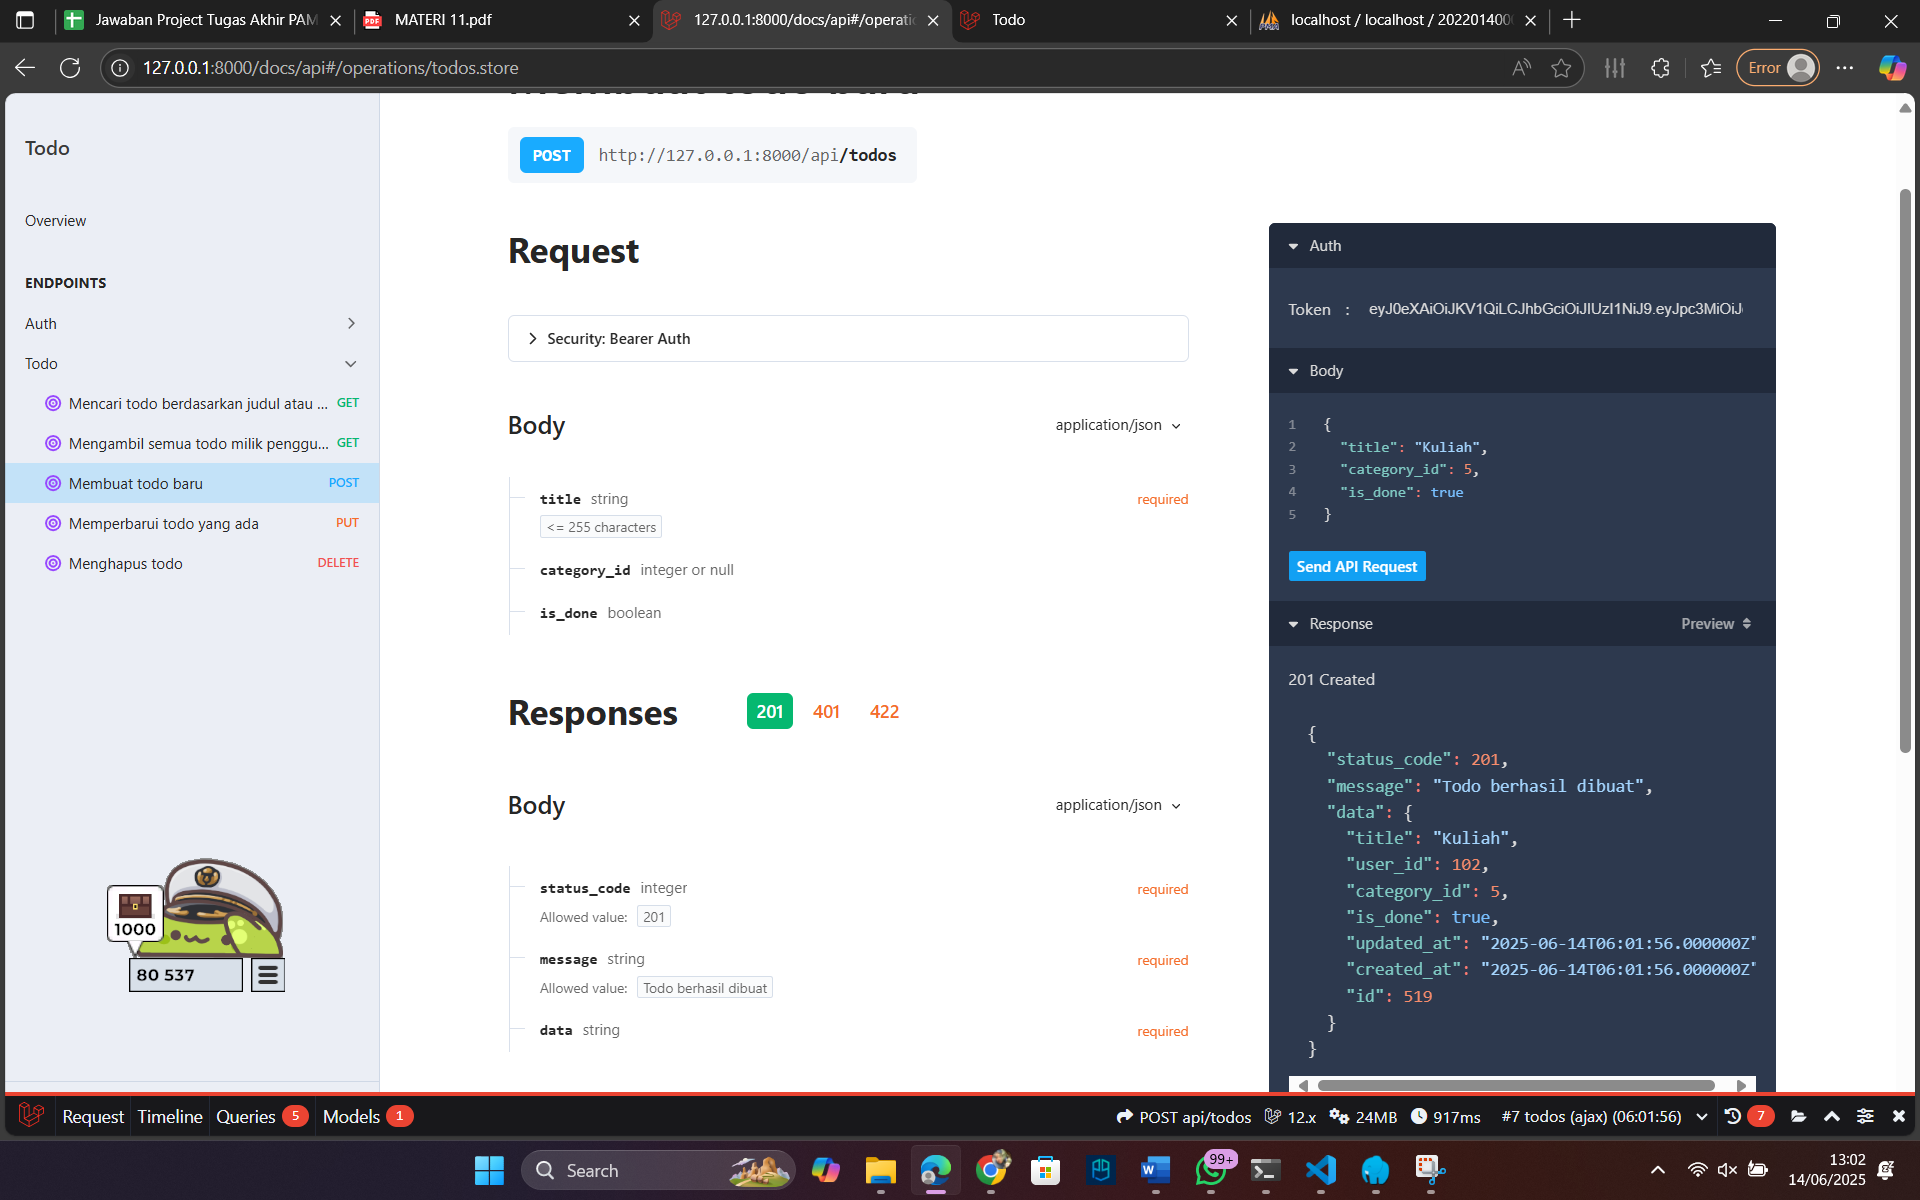 Jawaban Project Tugas Akhir PAM
MATERI 11.pdf
127.0.0.1:8000/docs/api#/operatio
Todo
localhost / localhost / 2022014000
127.0.0.1:8000/docs/api#/operations/todos.store
Error
Todo
Overview
ENDPOINTS
Auth
Todo
Mencari todo berdasarkan judul atau ... GET
Mengambil semua todo milik penggu... GET
Membuat todo baru POST
Memperbarui todo yang ada PUT
Menghapus todo DELETE
1000
80 537
Membuat todo baru
POST http://127.0.0.1:8000/api/todos
Request
Security: Bearer Auth
Body application/json
title string required
<= 255 characters
category_id integer or null
is_done boolean
Responses 201 401 422
Body application/json
status_code integer required
Allowed value: 201
message string required
Allowed value: Todo berhasil dibuat
data string required
Auth
Token : eyJ0eXAiOiJKV1QiLCJhbGciOiJIUzI1NiJ9.eyJpc3MiOiJ
Body
1 {
2 "title": "Kuliah",
3 "category_id": 5,
4 "is_done": true
5 }
Send API Request
Response Preview
201 Created
{
"status_code": 201,
"message": "Todo berhasil dibuat",
"data": {
"title": "Kuliah",
"user_id": 102,
"category_id": 5,
"is_done": true,
"updated_at": "2025-06-14T06:01:56.000000Z"
"created_at": "2025-06-14T06:01:56.000000Z"
"id": 519
}
}
Request Timeline Queries 5 Models 1 POST api/todos 12.x 24MB 917ms #7 todos (ajax) (06:01:56) 7
Search
99+
13:02
14/06/2025